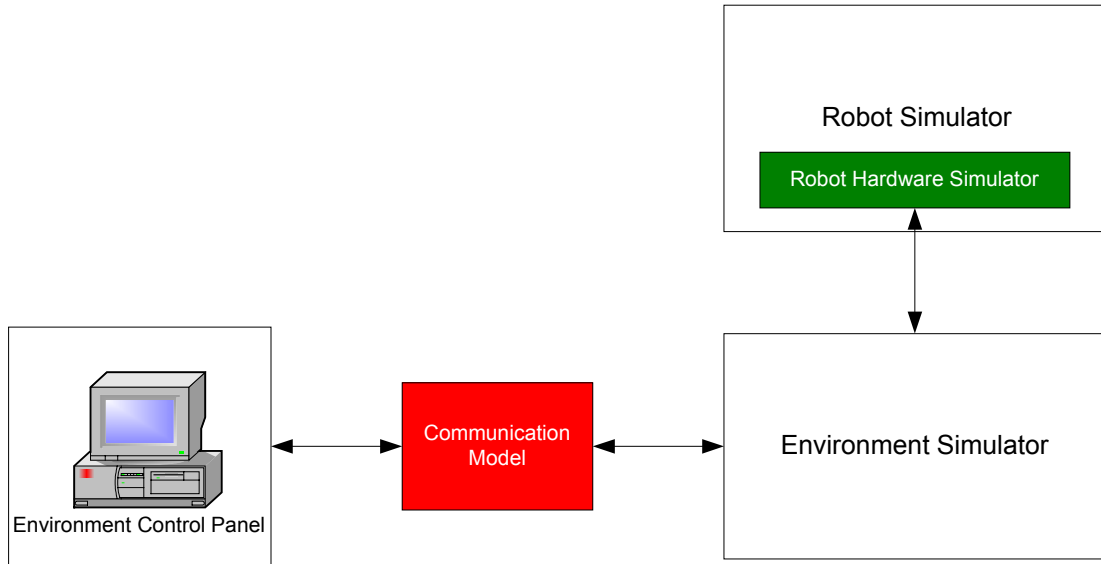 Robot Simulator
Robot Hardware Simulator
Communication
Model
Environment Simulator
Environment Control Panel